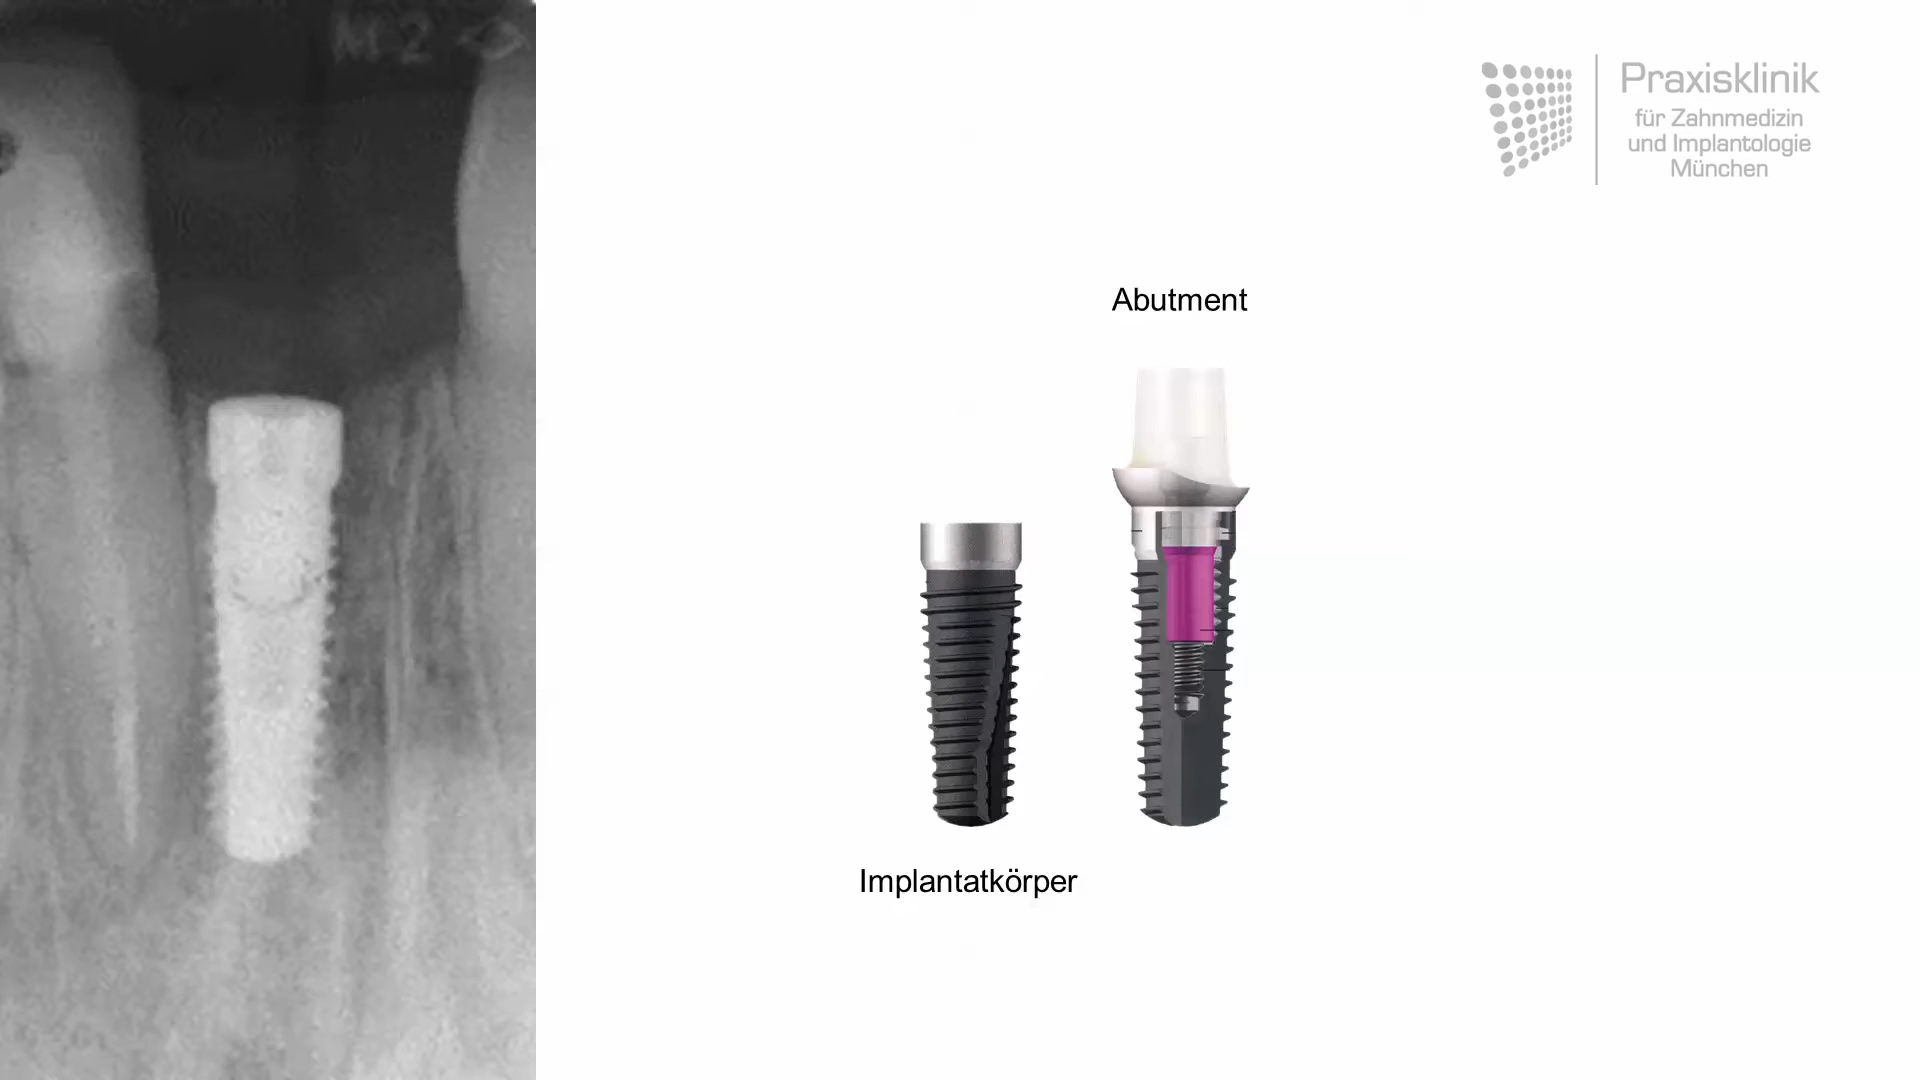 Praxisklinik
für Zahnmedizin
und Implantologie
München
Abutment
Implantatkörper